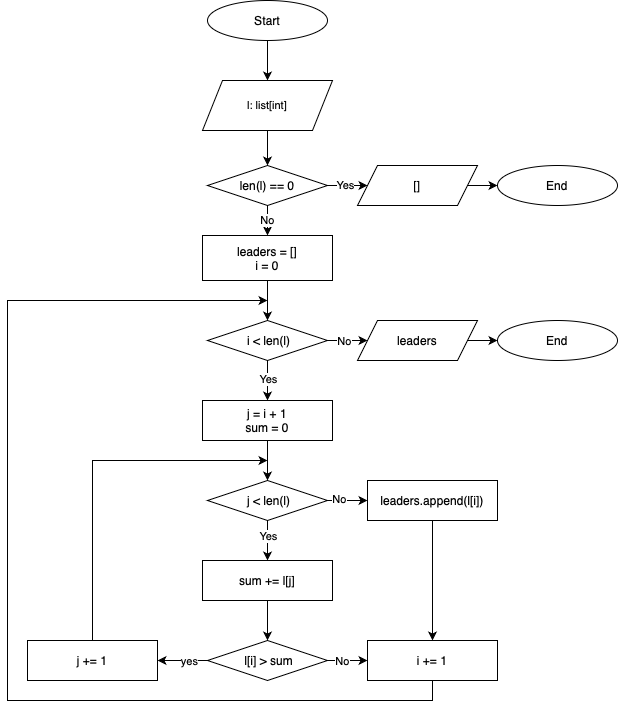 Start
l: list[int]
len(l) == 0
Yes
[]
End
No
leaders = []
i = 0
i < len(l)
No
leaders
End
Yes
j = i + 1
sum = 0
j < len(l)
No
leaders.append(l[i])
Yes
sum += l[j]
j += 1
yes
l[i] > sum
No
i += 1